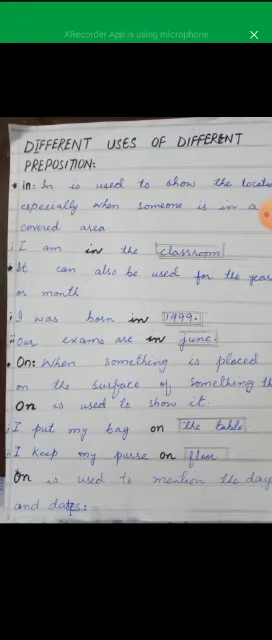 XRecorder App is using microphone
DIFFERENT USES OF DIFFERENT
PREPOSITION:
• In: In is used to show the locatio
especially when someone is in a
covered area
i I am in the classroom
• It can also be used for the year
or month
i I was born in 1999.
ii Our exams are in june.
• On: When something is placed
on the surface of something th
On is used to show it
i I put my bag on the table.
ii I keep my purse on floor
On is used to mention the day
and dates: